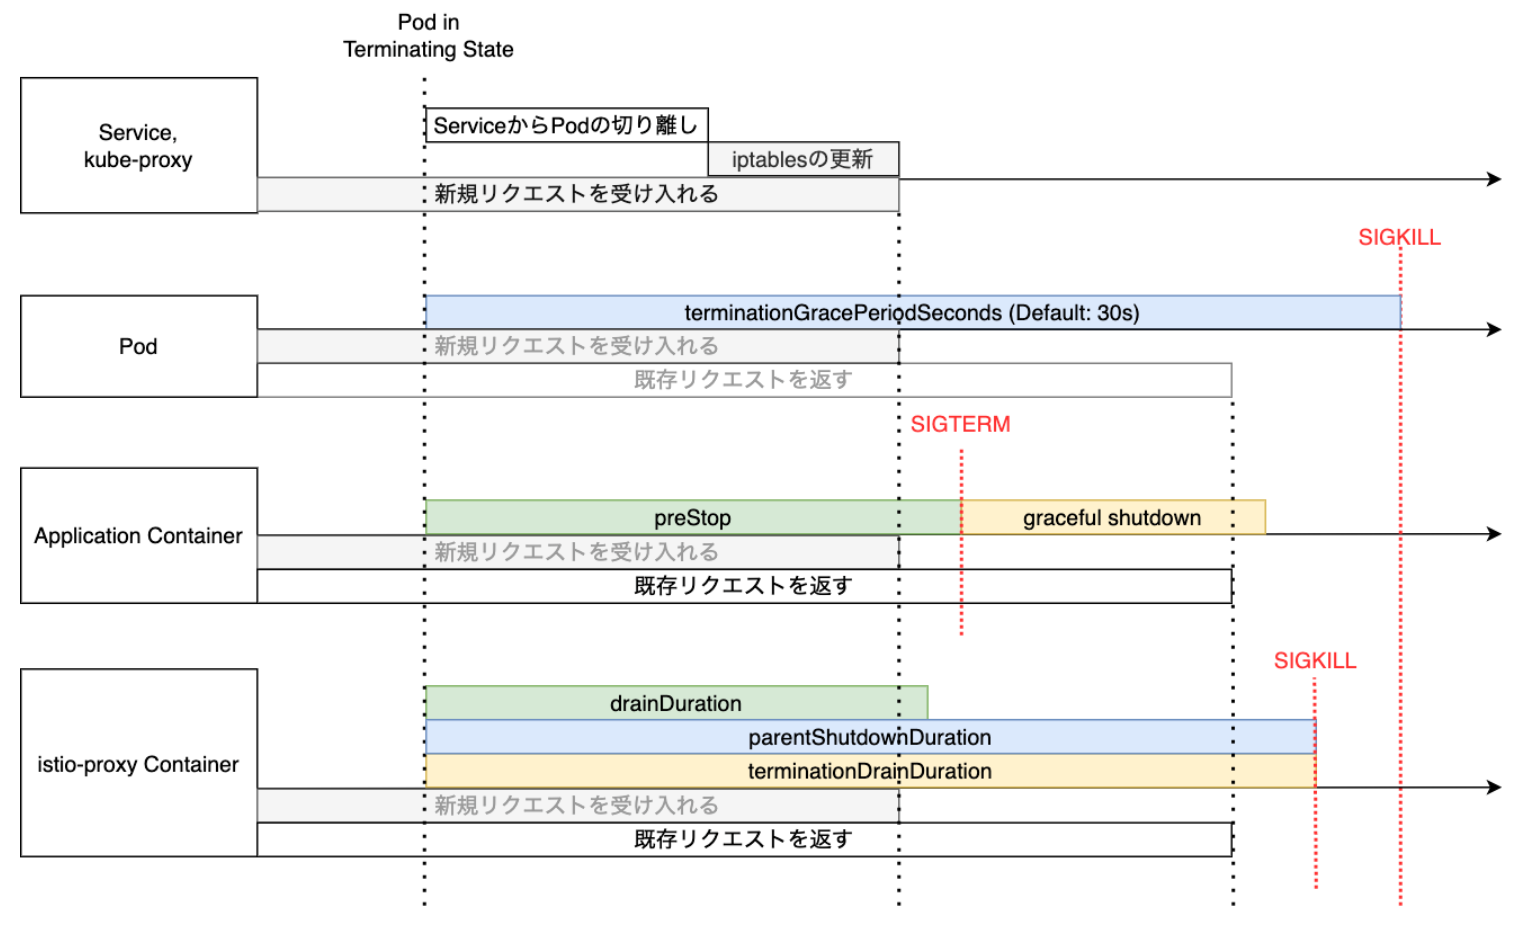 Pod in
Terminating State
Service,
kube-proxy
ServiceからPodの切り離し
iptablesの更新
新規リクエストを受け入れる
SIGKILL
Pod
terminationGracePeriodSeconds (Default: 30s)
新規リクエストを受け入れる
既存リクエストを返す
SIGTERM
Application Container
preStop
graceful shutdown
新規リクエストを受け入れる
既存リクエストを返す
SIGKILL
istio-proxy Container
drainDuration
parentShutdownDuration
terminationDrainDuration
新規リクエストを受け入れる
既存リクエストを返す